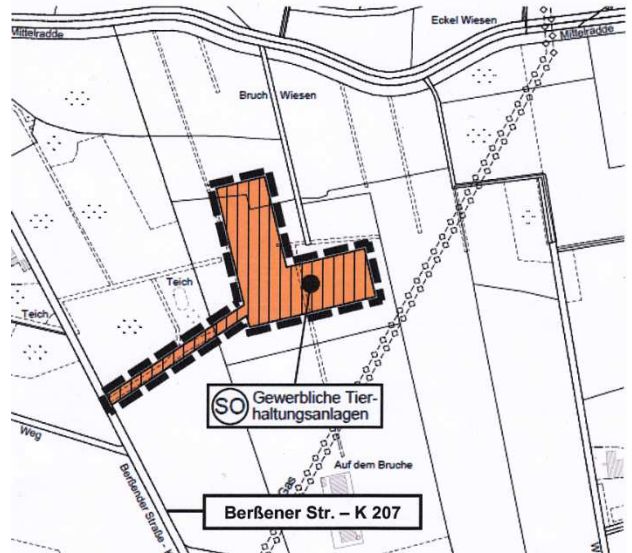 Eckel Wiesen
Mittelradde
Mittelradde
Bruch Wiesen
Teich
Teich
SO Gewerbliche Tier-
haltungsanlagen
Weg
Auf dem Bruche
Gas
Berßener Str. – K 207
Berßender Straße - K
W